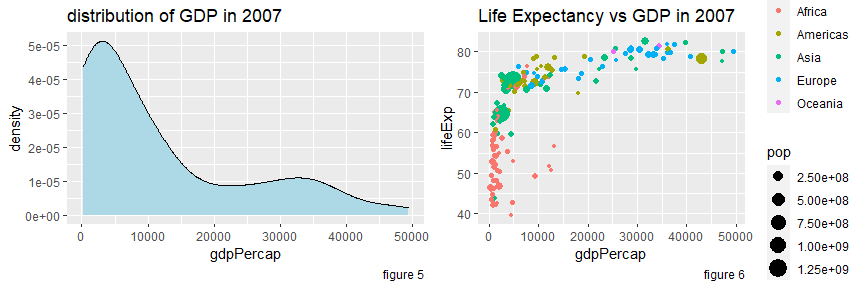 distribution of GDP in 2007
5e-05
4e-05
3e-05
2e-05
1e-05
0e+00
density
0
10000
20000
30000
40000
50000
gdpPercap
figure 5
Life Expectancy vs GDP in 2007
80
70
60
50
40
lifeExp
0
10000
20000
30000
40000
50000
gdpPercap
figure 6
Africa
Americas
Asia
Europe
Oceania
pop
2.50e+08
5.00e+08
7.50e+08
1.00e+09
1.25e+09